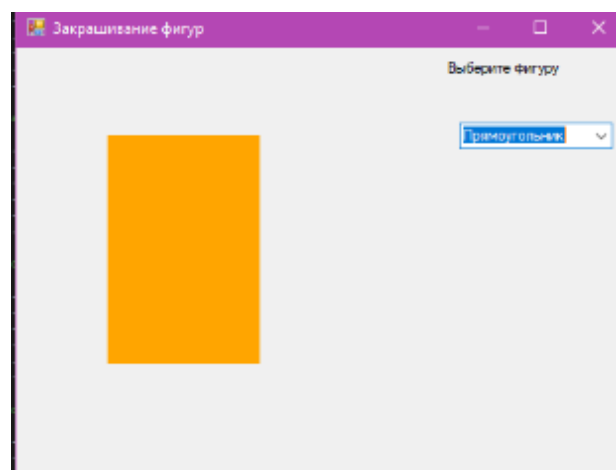 Закрашивание фигур
Выберите фигуру
Прямоугольник